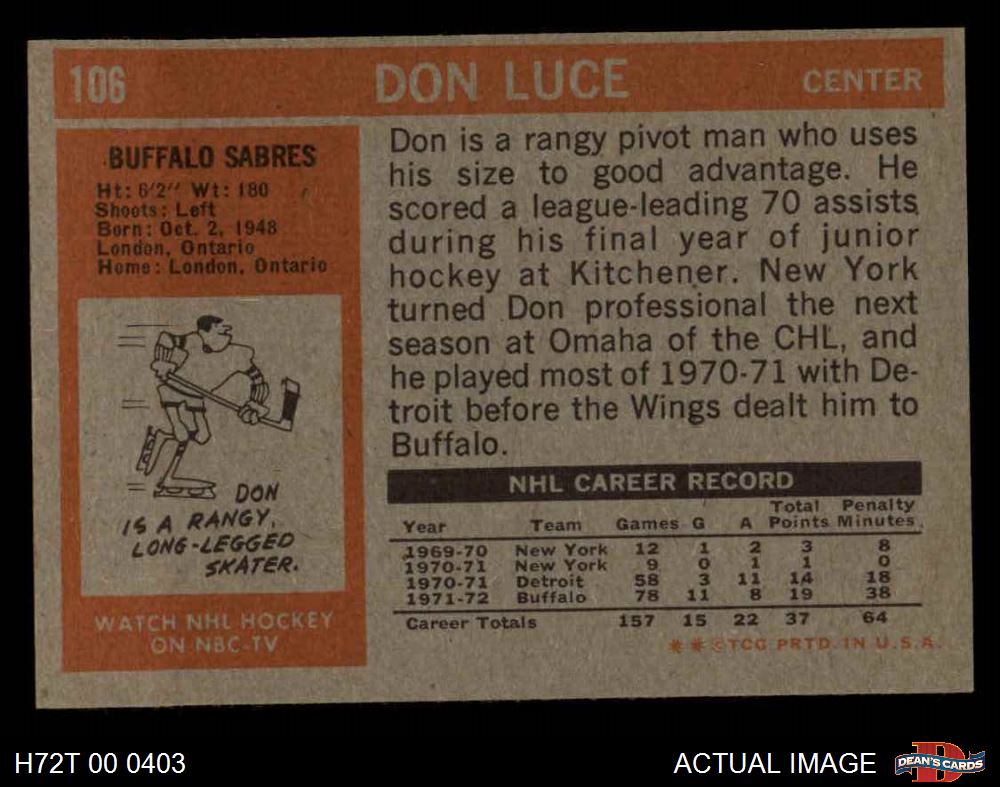 106 DON LUCE CENTER
BUFFALO SABRES
Ht: 6'2'' Wt: 180
Shoots: Left
Born: Oct. 2, 1948
London, Ontario
Home: London, Ontario
DON
IS A RANGY,
LONG-LEGGED
SKATER.
WATCH NHL HOCKEY
ON NBC-TV
Don is a rangy pivot man who uses
his size to good advantage. He
scored a league-leading 70 assists
during his final year of junior
hockey at Kitchener. New York
turned Don professional the next
season at Omaha of the CHL, and
he played most of 1970-71 with De-
troit before the Wings dealt him to
Buffalo.
NHL CAREER RECORD
Total Penalty
Year Team Games G A Points Minutes
1969-70 New York 12 1 2 3 8
1970-71 New York 9 0 1 1 0
1970-71 Detroit 58 3 11 14 18
1971-72 Buffalo 78 11 8 19 38
Career Totals 157 15 22 37 64
** © TCG PRTD. IN U.S.A.
H72T 00 0403 ACTUAL IMAGE DEAN'S CARDS